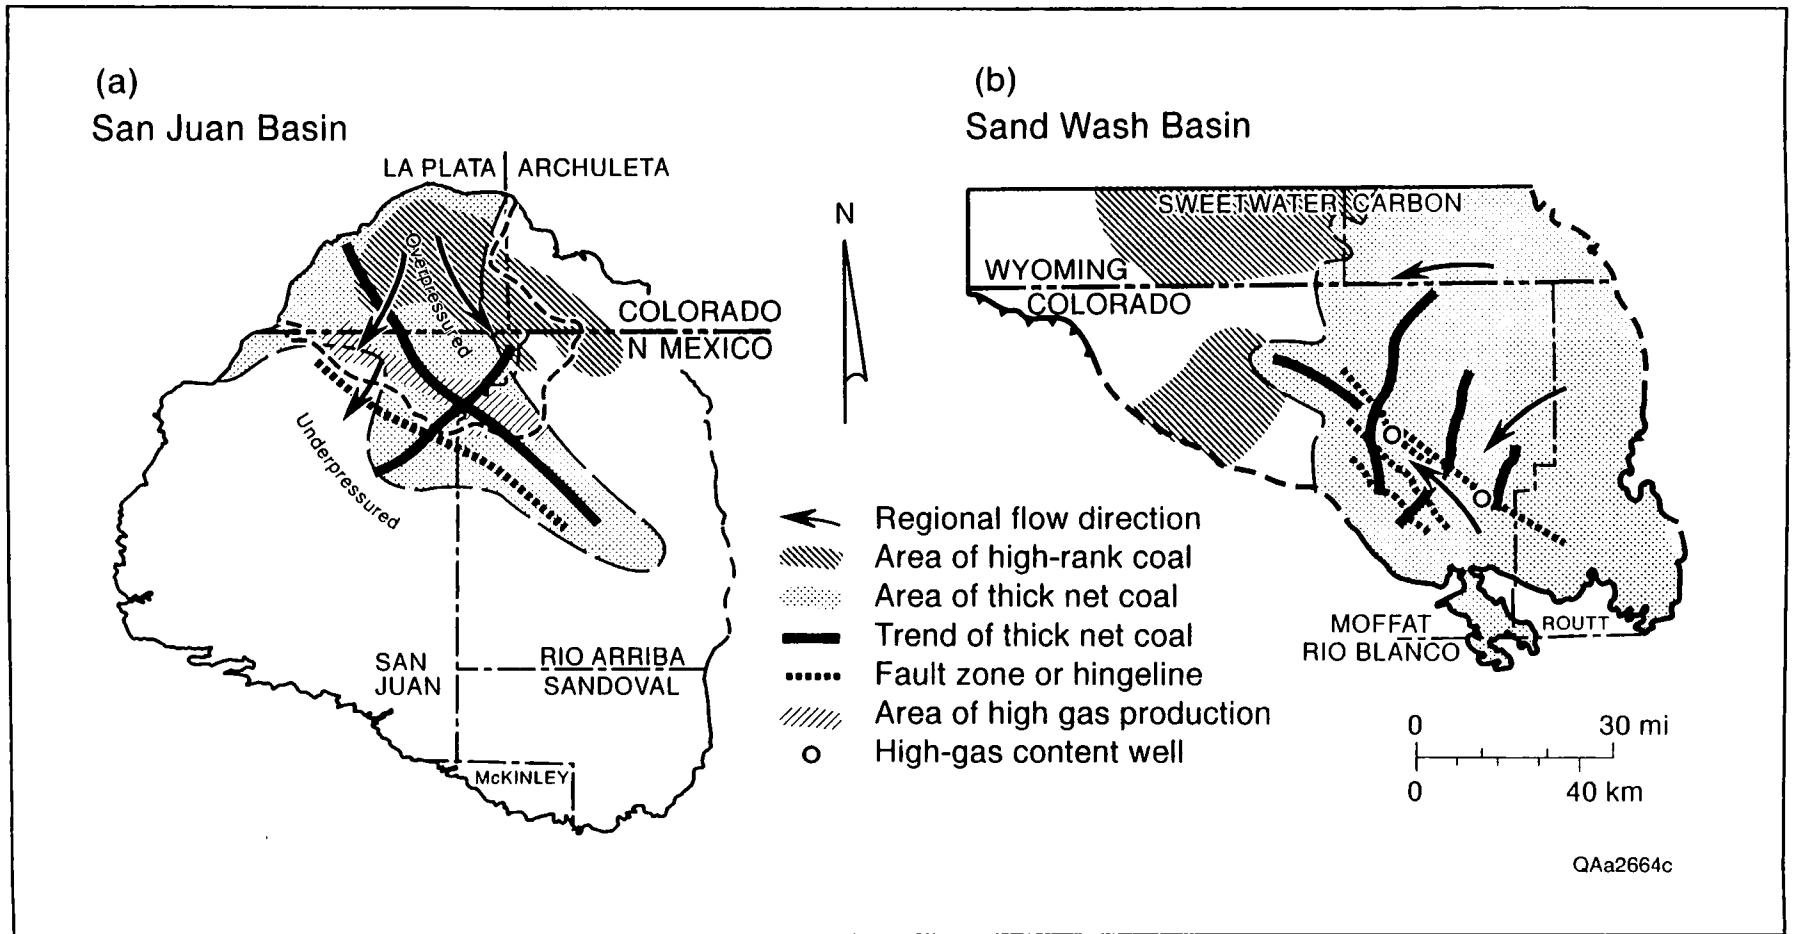 (a)
San Juan Basin
LA PLATA ARCHULETA
Overpressured
COLORADO
N MEXICO
Underpressured
SAN
JUAN
RIO ARRIBA
SANDOVAL
McKINLEY
N
(b)
Sand Wash Basin
SWEETWATER CARBON
WYOMING
COLORADO
MOFFAT
RIO BLANCO
ROUTT
Regional flow direction
Area of high-rank coal
Area of thick net coal
Trend of thick net coal
Fault zone or hingeline
Area of high gas production
High-gas content well
0 30 mi
0 40 km
QAa2664c